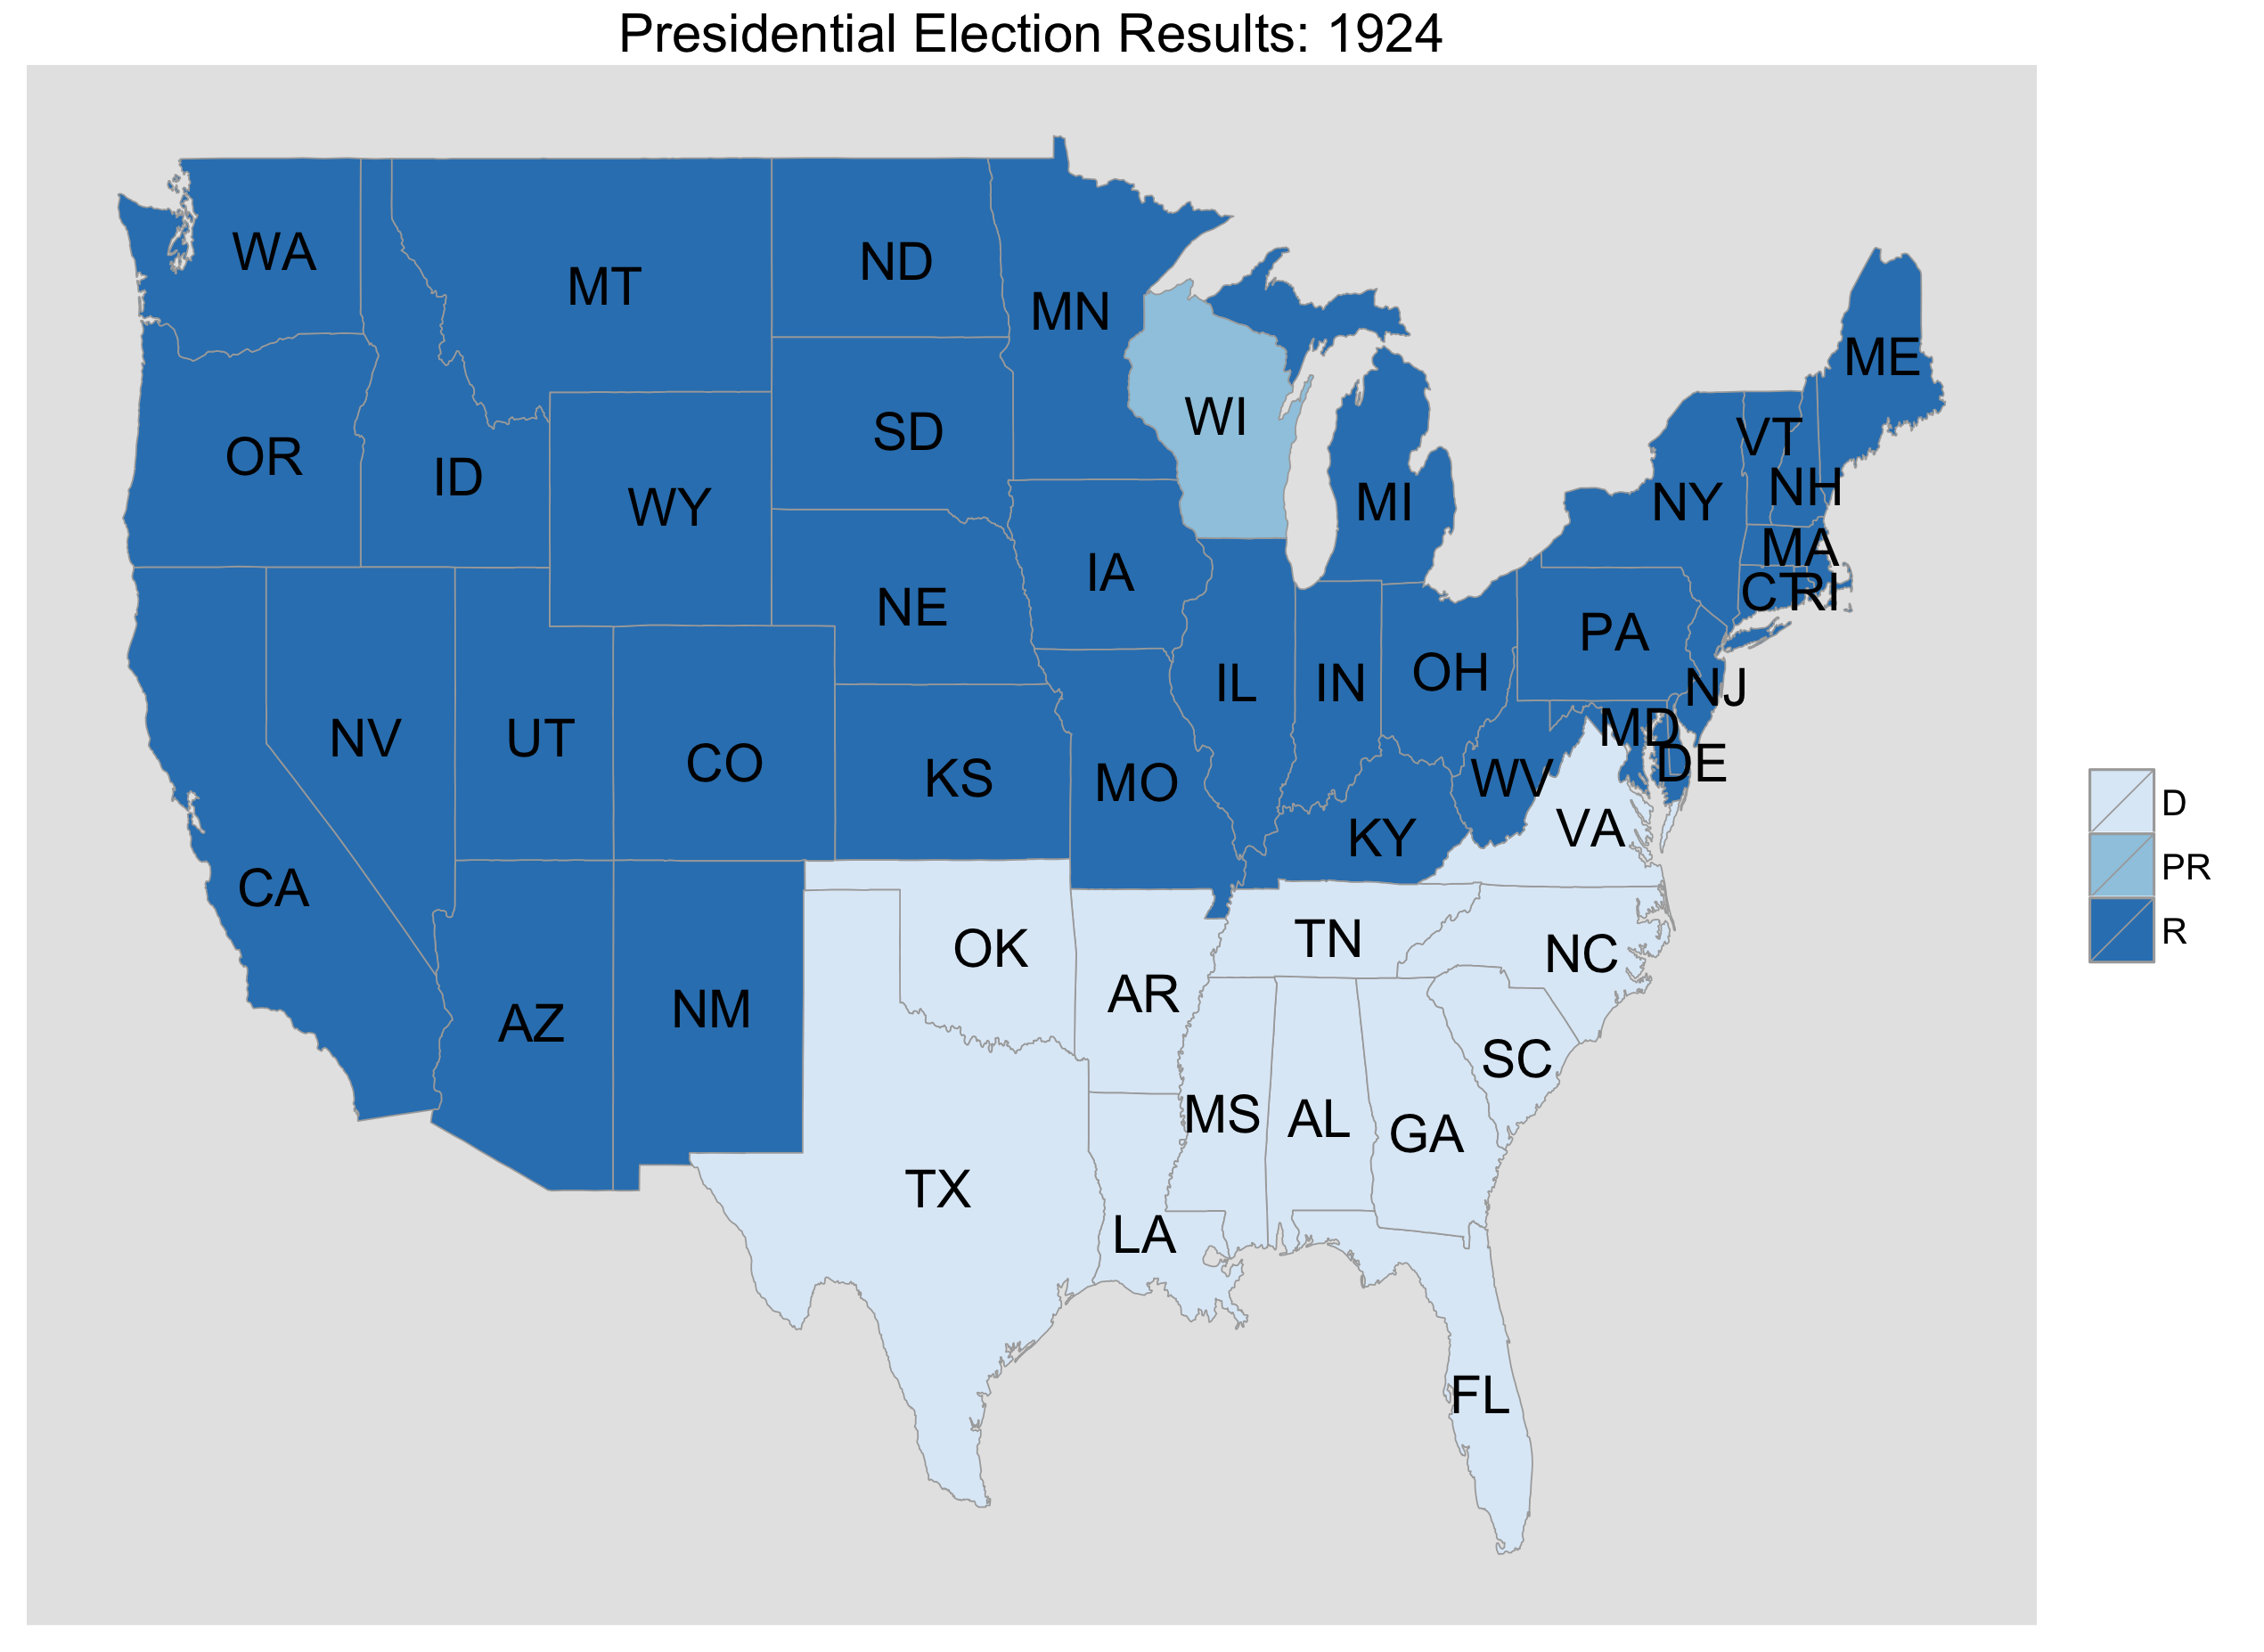 Presidential Election Results: 1924
WA
MT
ND
MN
ME
OR
ID
WY
SD
WI
MI
NY
VT
NH
MA
CT
RI
NE
IA
PA
NV
UT
CO
KS
MO
IL
IN
OH
NJ
MD
DE
WV
KY
VA
CA
AZ
NM
OK
AR
TN
NC
SC
MS
AL
GA
TX
LA
FL
D
PR
R